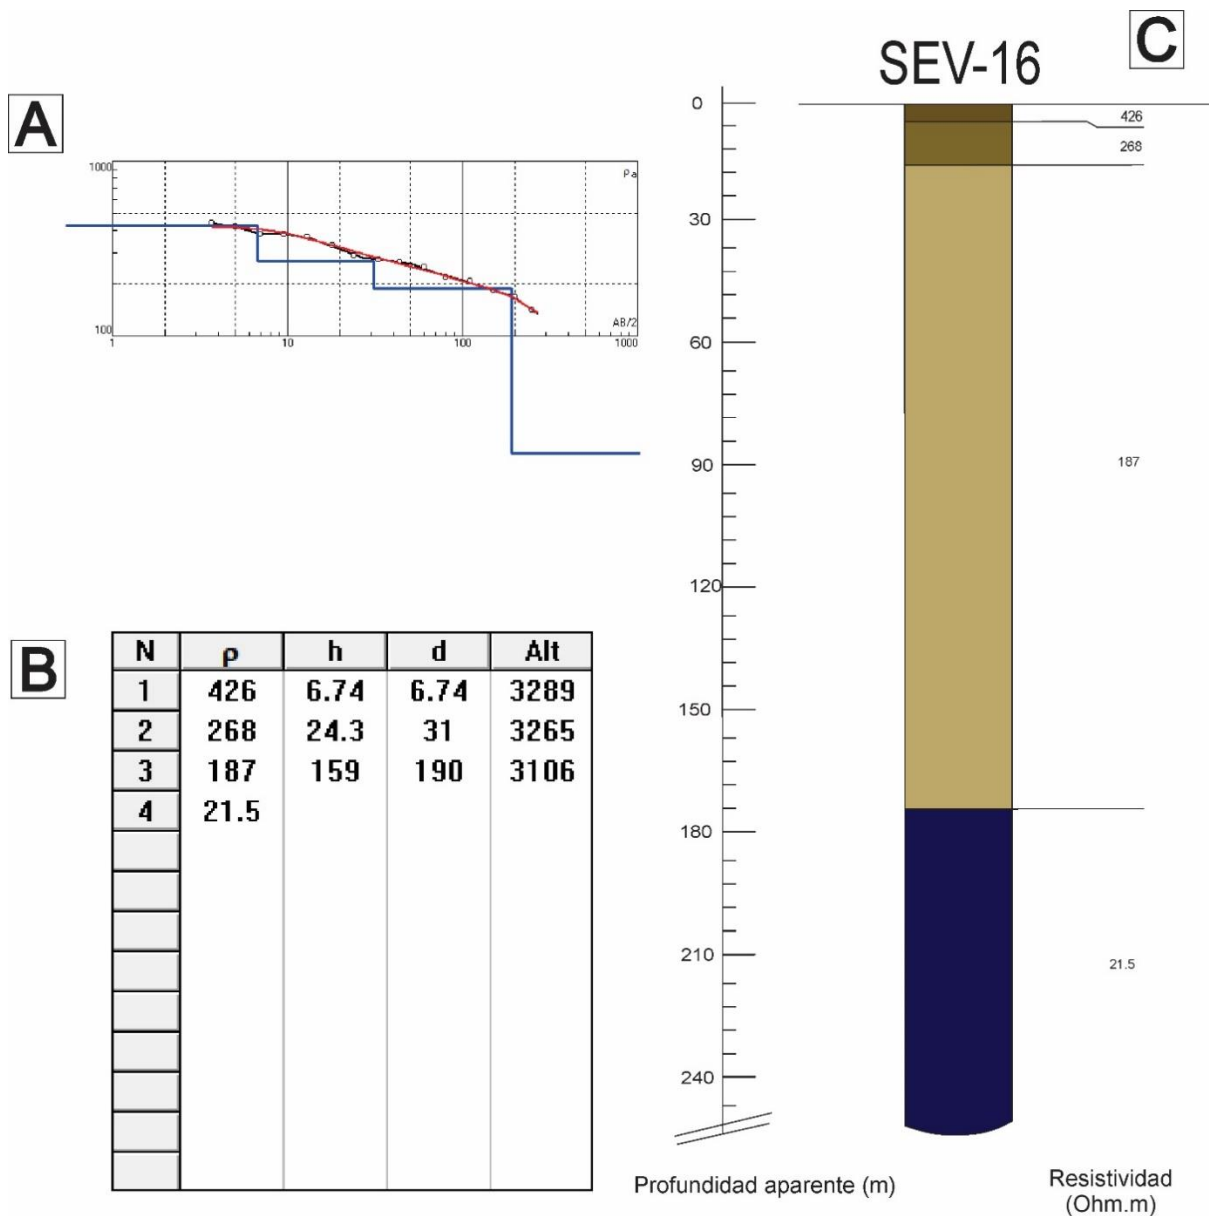 A
1000
ρa
100
AB/2
1
10
100
1000
B
N ρ h d Alt
1 426 6.74 6.74 3289
2 268 24.3 31 3265
3 187 159 190 3106
4 21.5
C
SEV-16
0
30
60
90
120
150
180
210
240
426
268
187
21.5
Profundidad aparente (m)
Resistividad
(Ohm.m)